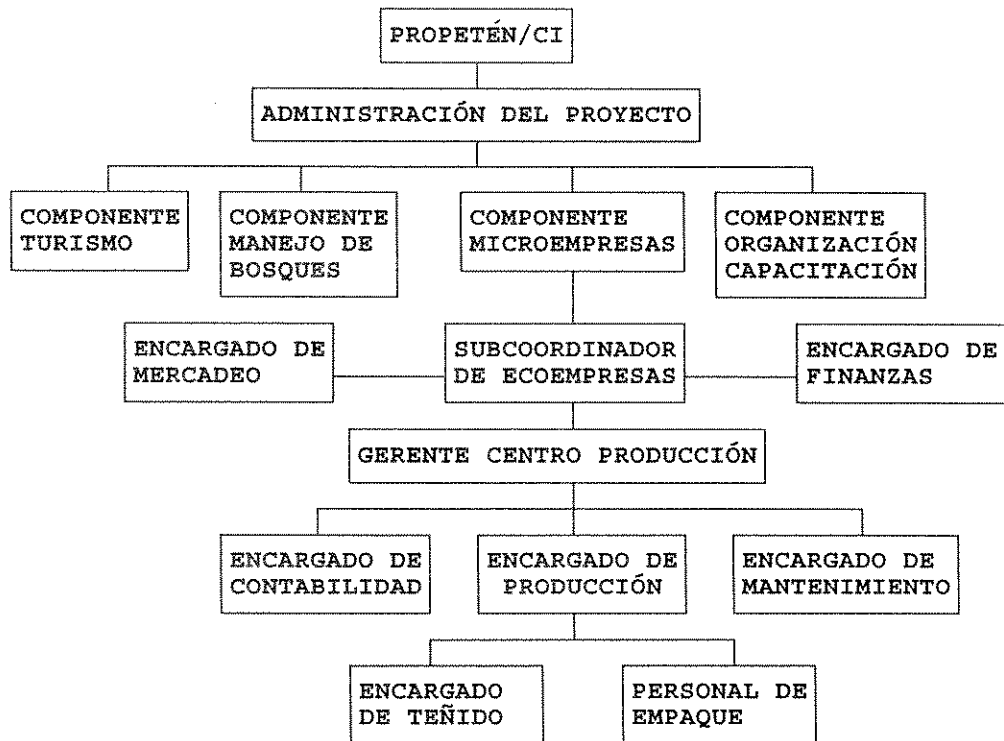 PROPETÉN/CI
ADMINISTRACIÓN DEL PROYECTO
COMPONENTE
TURISMO
COMPONENTE
MANEJO DE
BOSQUES
COMPONENTE
MICROEMPRESAS
COMPONENTE
ORGANIZACIÓN
CAPACITACIÓN
ENCARGADO DE
MERCADEO
SUBCOORDINADOR
DE ECOEMPRESAS
ENCARGADO DE
FINANZAS
GERENTE CENTRO PRODUCCIÓN
ENCARGADO DE
CONTABILIDAD
ENCARGADO DE
PRODUCCIÓN
ENCARGADO DE
MANTENIMIENTO
ENCARGADO
DE TEÑIDO
PERSONAL DE
EMPAQUE